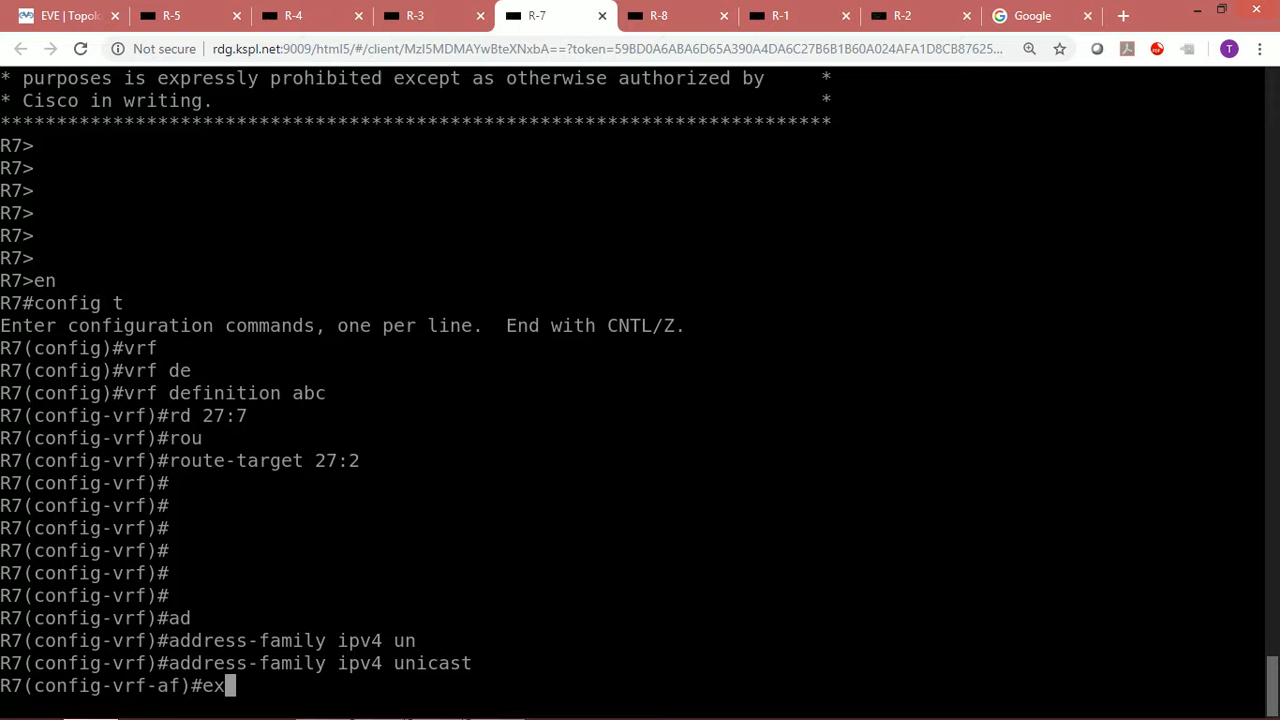 EVE | Topol
R-5
R-4
R-3
R-7
R-8
R-1
R-2
Google
Not secure rdg.kspl.net:9009/html5/#/client/MzI5MDMAYwBteXNxbA==?token=59BD0A6ABA6D65A390A4DA6C27B6B1B60A024AFA1D8CB87625... T
* purposes is expressly prohibited except as otherwise authorized by *
* Cisco in writing. *
**************************************************************************
R7>
R7>
R7>
R7>
R7>
R7>
R7>en
R7#config t
Enter configuration commands, one per line. End with CNTL/Z.
R7(config)#vrf
R7(config)#vrf de
R7(config)#vrf definition abc
R7(config-vrf)#rd 27:7
R7(config-vrf)#rou
R7(config-vrf)#route-target 27:2
R7(config-vrf)#
R7(config-vrf)#
R7(config-vrf)#
R7(config-vrf)#
R7(config-vrf)#
R7(config-vrf)#
R7(config-vrf)#ad
R7(config-vrf)#address-family ipv4 un
R7(config-vrf)#address-family ipv4 unicast
R7(config-vrf-af)#ex